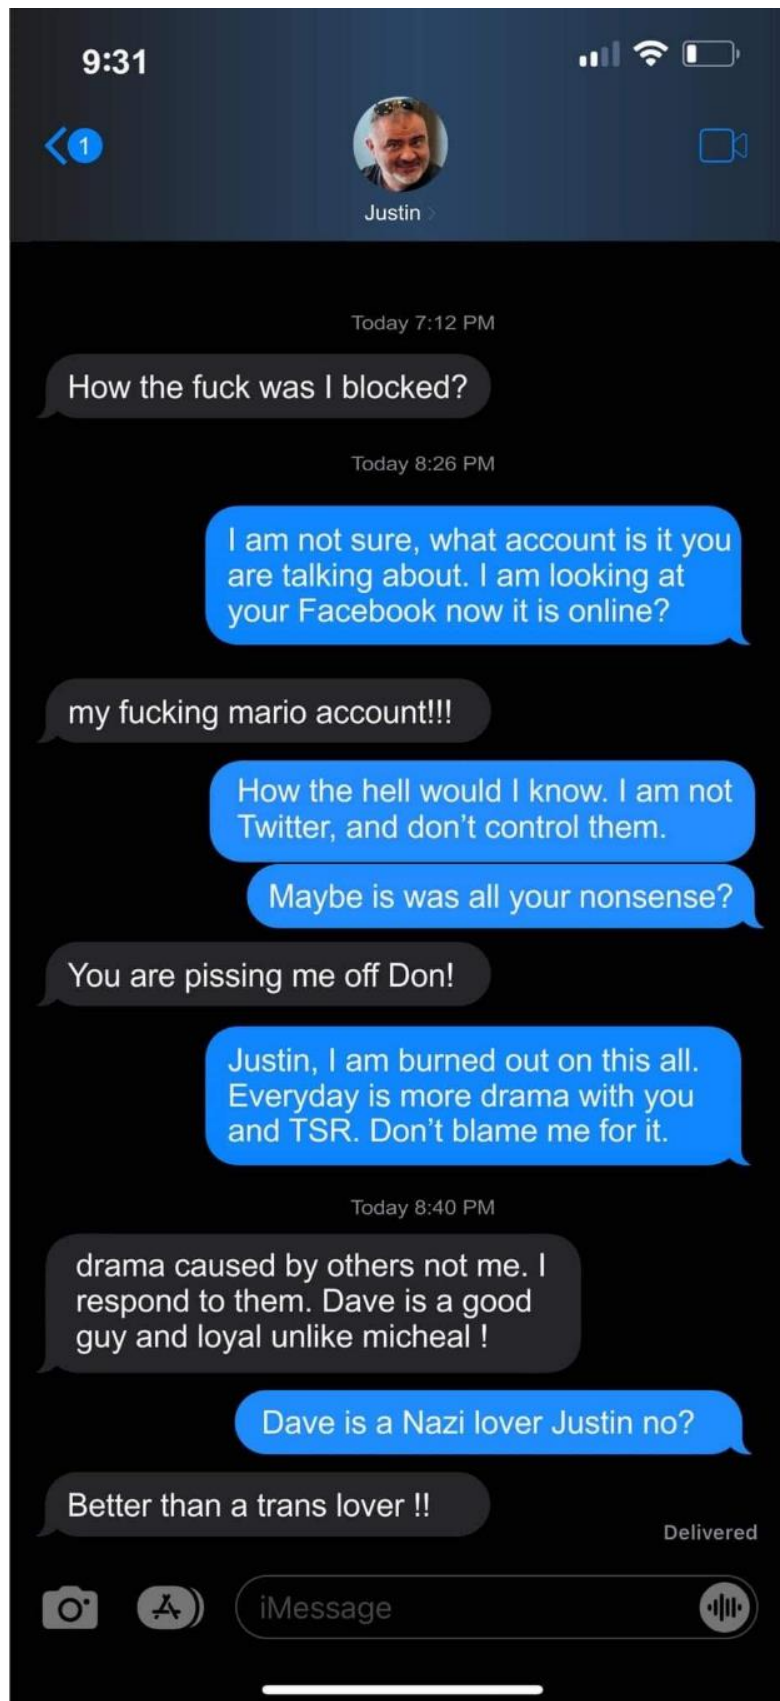 9:31
1
Justin
Today 7:12 PM
How the fuck was I blocked?
Today 8:26 PM
I am not sure, what account is it you
are talking about. I am looking at
your Facebook now it is online?
my fucking mario account!!!
How the hell would I know. I am not
Twitter, and don’t control them.
Maybe is was all your nonsense?
You are pissing me off Don!
Justin, I am burned out on this all.
Everyday is more drama with you
and TSR. Don’t blame me for it.
Today 8:40 PM
drama caused by others not me. I
respond to them. Dave is a good
guy and loyal unlike micheal !
Dave is a Nazi lover Justin no?
Better than a trans lover !!
Delivered
iMessage